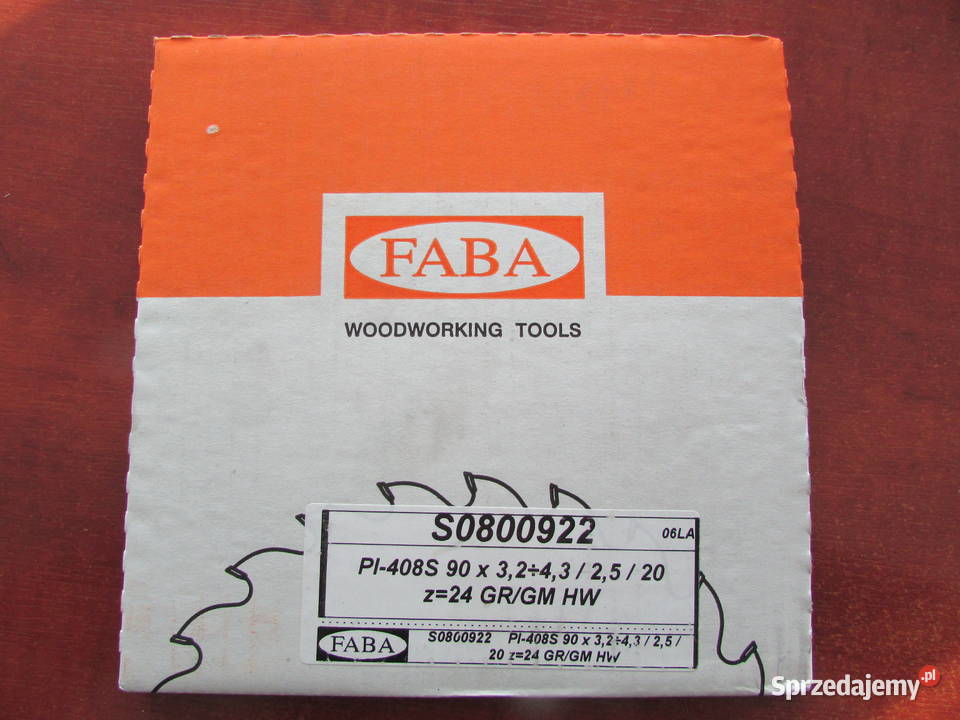 FABA
WOODWORKING TOOLS
S0800922
06LA
PI-408S 90 x 3,2÷4,3 / 2,5 / 20
z=24 GR/GM HW
FABA
S0800922 PI-408S 90 x 3,2÷4,3 / 2,5 /
20 z=24 GR/GM HW
Sprzedajemy.pl